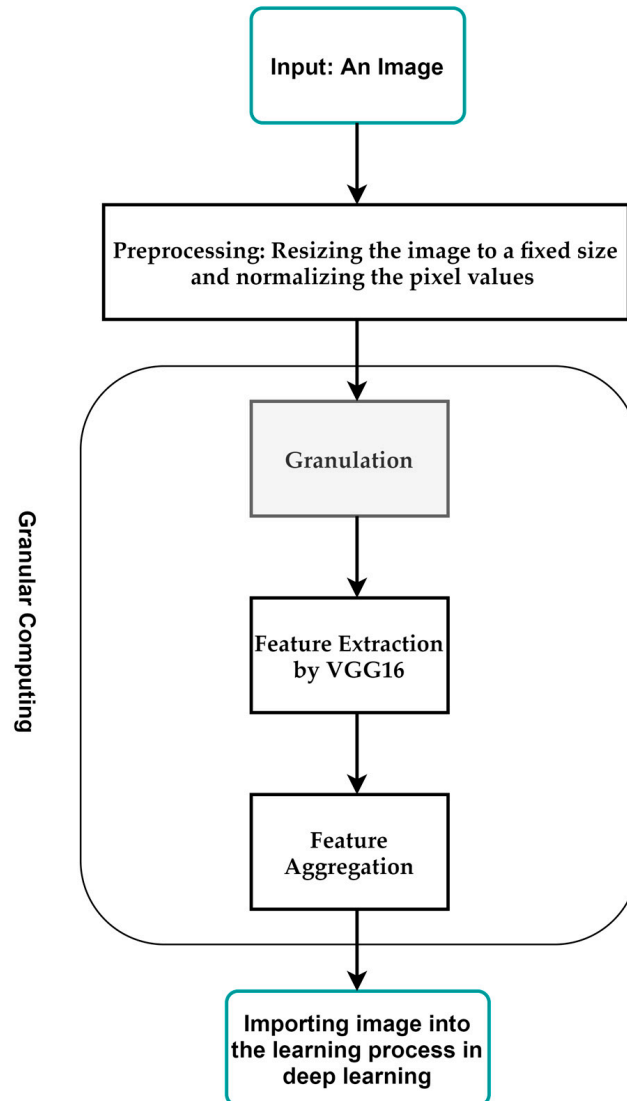 Input: An Image
Preprocessing: Resizing the image to a fixed size
and normalizing the pixel values
Granular Computing
Granulation
Feature Extraction
by VGG16
Feature
Aggregation
Importing image into
the learning process in
deep learning